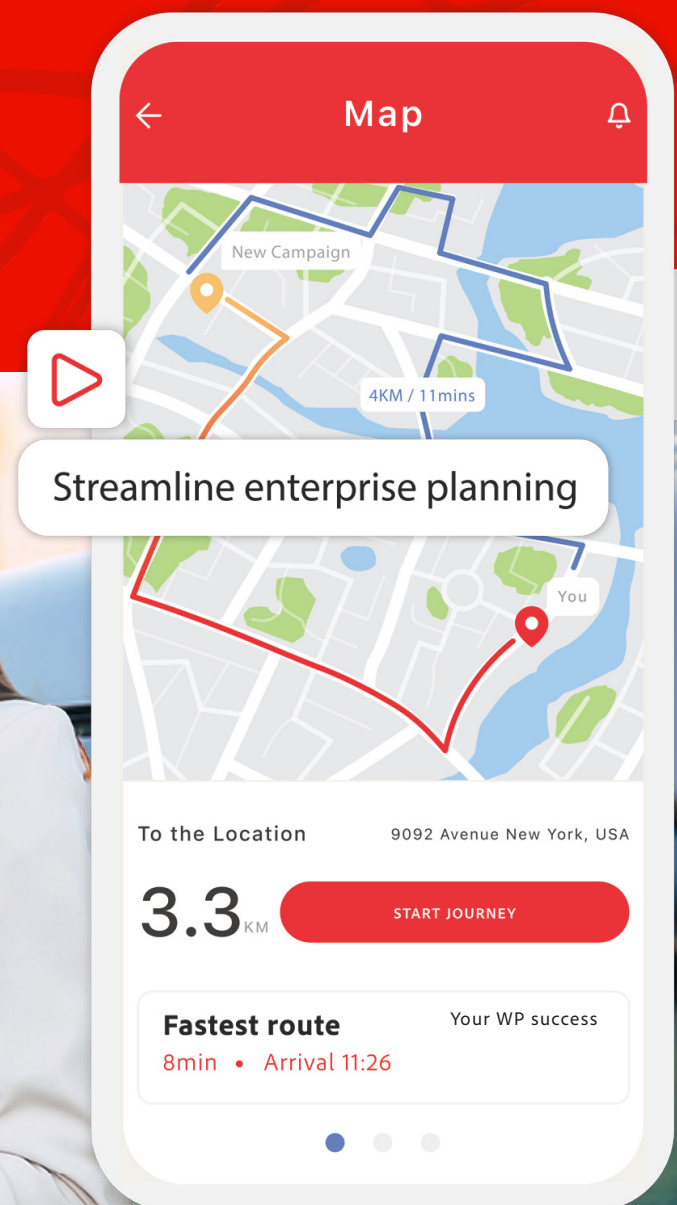 Map
New Campaign
4KM / 11mins
Streamline enterprise planning
You
To the Location
9092 Avenue New York, USA
3.3 KM
START JOURNEY
Fastest route
Your WP success
8min • Arrival 11:26